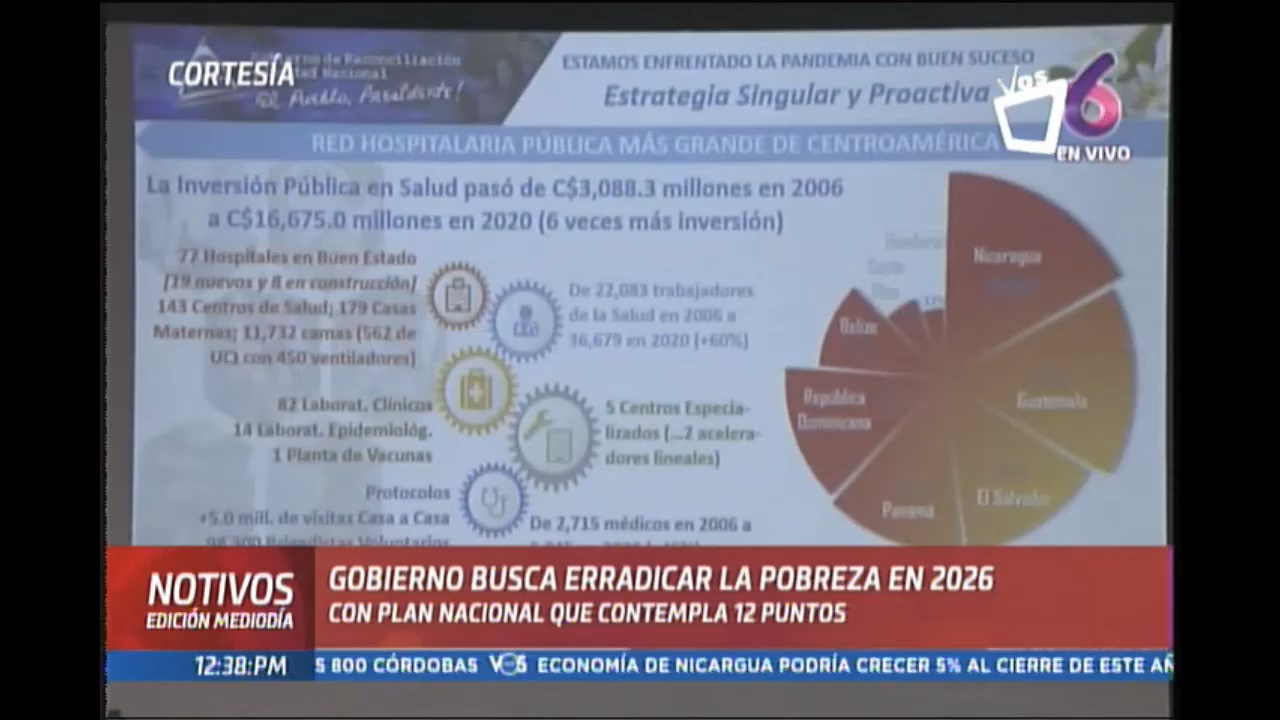 CORTESÍA
Gobierno de Reconciliación
Nacional
El Pueblo, Presidente!
ESTAMOS ENFRENTADO LA PANDEMIA CON BUEN SUCESO
Estrategia Singular y Proactiva
VOS
6
EN VIVO
RED HOSPITALARIA PÚBLICA MÁS GRANDE DE CENTROAMÉRICA
La Inversión Pública en Salud pasó de C$3,088.3 millones en 2006
a C$16,675.0 millones en 2020 (6 veces más inversión)
77 Hospitales en Buen Estado
[19 nuevos y 8 en construcción]
143 Centros de Salud; 179 Casas
Maternas; 11,732 camas (562 de
UCI con 450 ventiladores)
De 22,083 trabajadores
de la Salud en 2006 a
36,679 en 2020 (+60%)
82 Laborat. Clínicos
14 Laborat. Epidemiológ.
1 Planta de Vacunas
5 Centros Especia-
lizados (...2 acelera-
dores lineales)
Protocolos
+5.0 mill. de visitas Casa a Casa
De 2,715 médicos en 2006 a
Nicaragua
Guatemala
El Salvador
Panamá
República
Dominicana
Belize
NOTIVOS
EDICIÓN MEDIODÍA
GOBIERNO BUSCA ERRADICAR LA POBREZA EN 2026
CON PLAN NACIONAL QUE CONTEMPLA 12 PUNTOS
12:38:PM
S 800 CÓRDOBAS VOS ECONOMÍA DE NICARAGUA PODRÍA CRECER 5% AL CIERRE DE ESTE AÑ